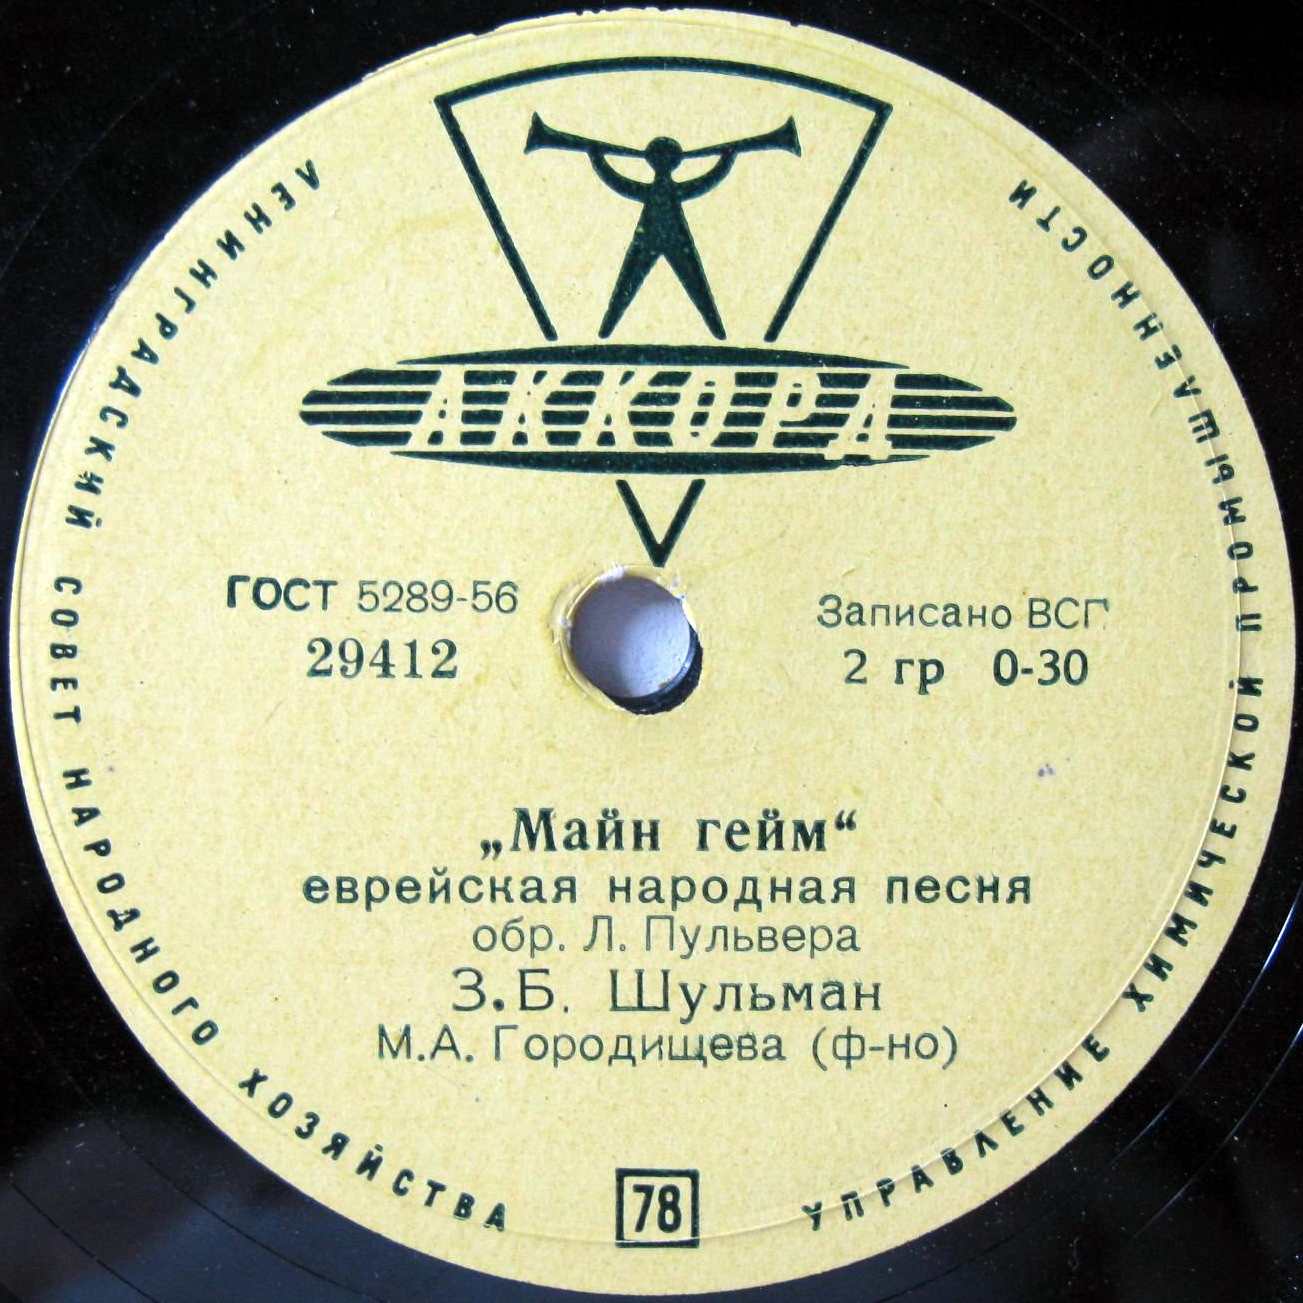 ЛЕНИНГРАДСКИЙ СОВЕТ НАРОДНОГО ХОЗЯЙСТВА
УПРАВЛЕНИЕ ХИМИЧЕСКОЙ ПРОМЫШЛЕННОСТИ
АККОРД
ГОСТ 5289-56
29412
Записано ВСГ
2 гр 0-30
„Майн гейм“
еврейская народная песня
обр. Л. Пульвера
З.Б. Шульман
М.А. Городищева (ф-но)
78